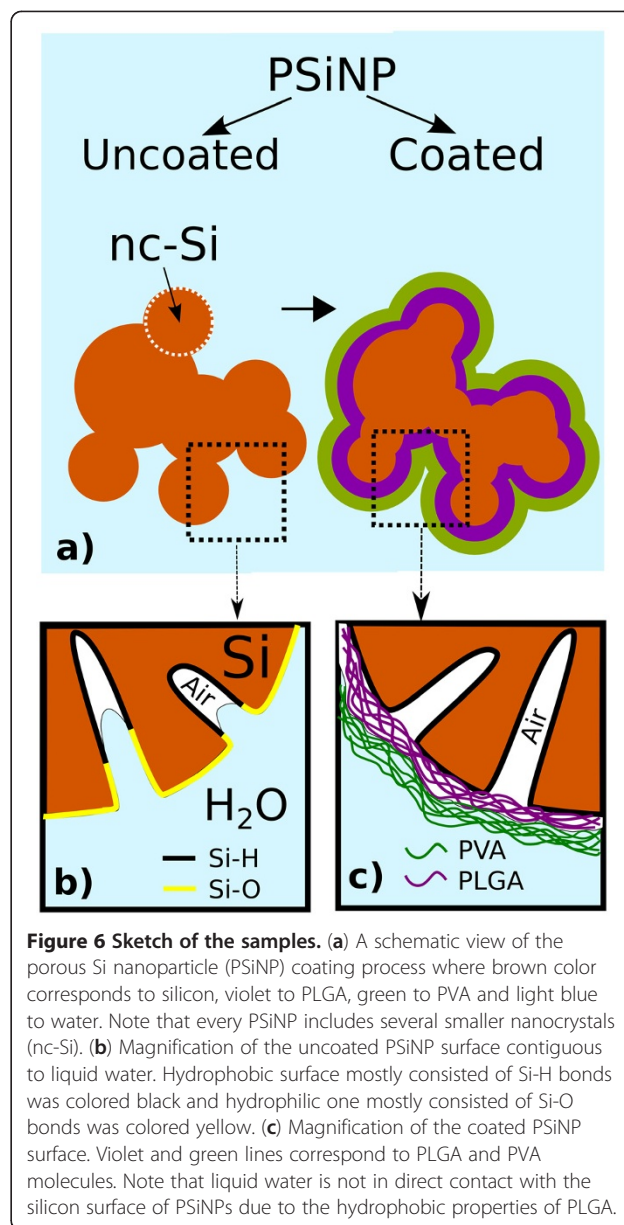 PSiNP
Uncoated
Coated
nc-Si
a)
Si
Air
H₂O
Si-H
Si-O
b)
Air
PVA
PLGA
c)
Figure 6 Sketch of the samples. (a) A schematic view of the
porous Si nanoparticle (PSiNP) coating process where brown color
corresponds to silicon, violet to PLGA, green to PVA and light blue
to water. Note that every PSiNP includes several smaller nanocrystals
(nc-Si). (b) Magnification of the uncoated PSiNP surface contiguous
to liquid water. Hydrophobic surface mostly consisted of Si-H bonds
was colored black and hydrophilic one mostly consisted of Si-O
bonds was colored yellow. (c) Magnification of the coated PSiNP
surface. Violet and green lines correspond to PLGA and PVA
molecules. Note that liquid water is not in direct contact with the
silicon surface of PSiNPs due to the hydrophobic properties of PLGA.